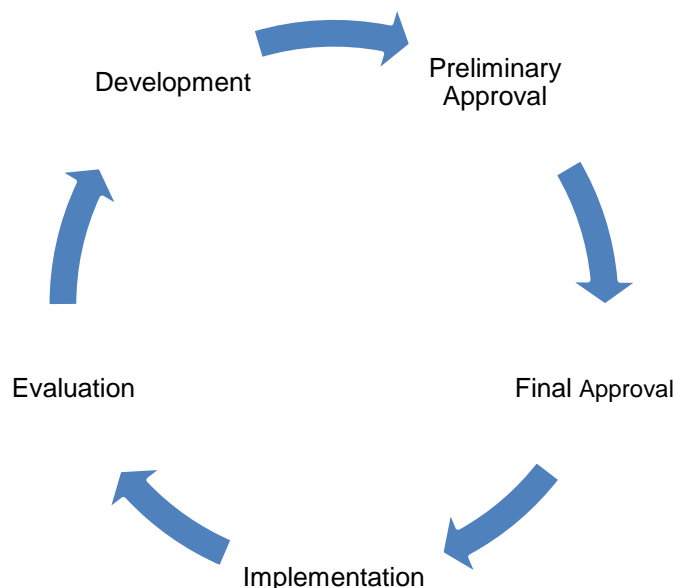 Development
Preliminary
Approval
Final Approval
Implementation
Evaluation